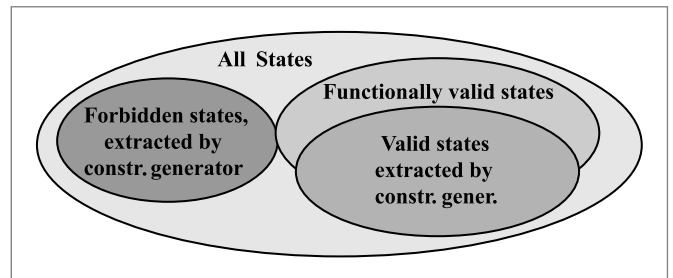 All States
Functionally valid states
Forbidden states,
extracted by
constr. generator
Valid states
extracted by
constr. gener.